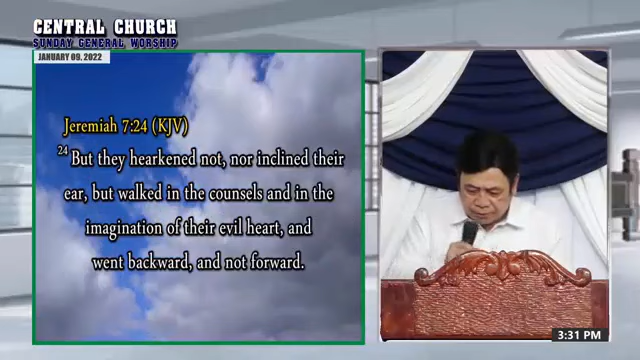 CENTRAL CHURCH
SUNDAY GENERAL WORSHIP
JANUARY 09, 2022
Jeremiah 7:24 (KJV)
24 But they hearkened not, nor inclined their
ear, but walked in the counsels and in the
imagination of their evil heart, and
went backward, and not forward.
3:31 PM